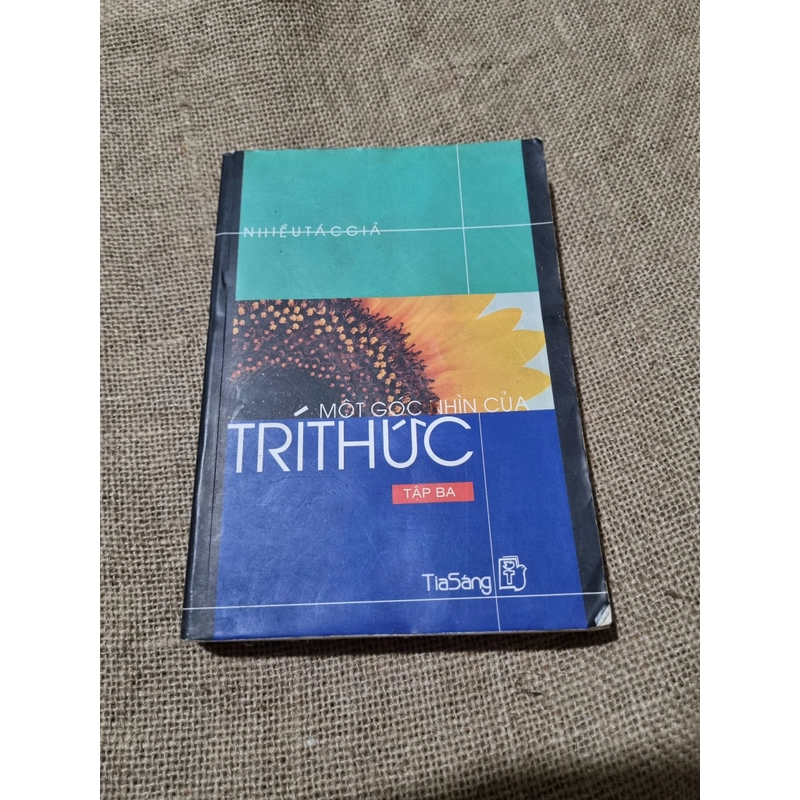 NHIỀU TÁC GIẢ
MỘT GÓC NHÌN CỦA
TRÍ THỨC
TẬP BA
TiaSáng